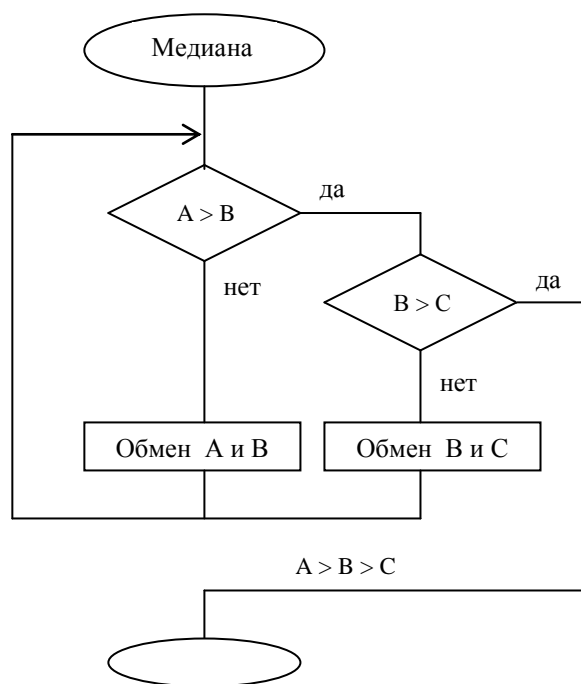 Медиана
да
A > B
нет
да
B > C
нет
Обмен A и B
Обмен B и C
A > B > C